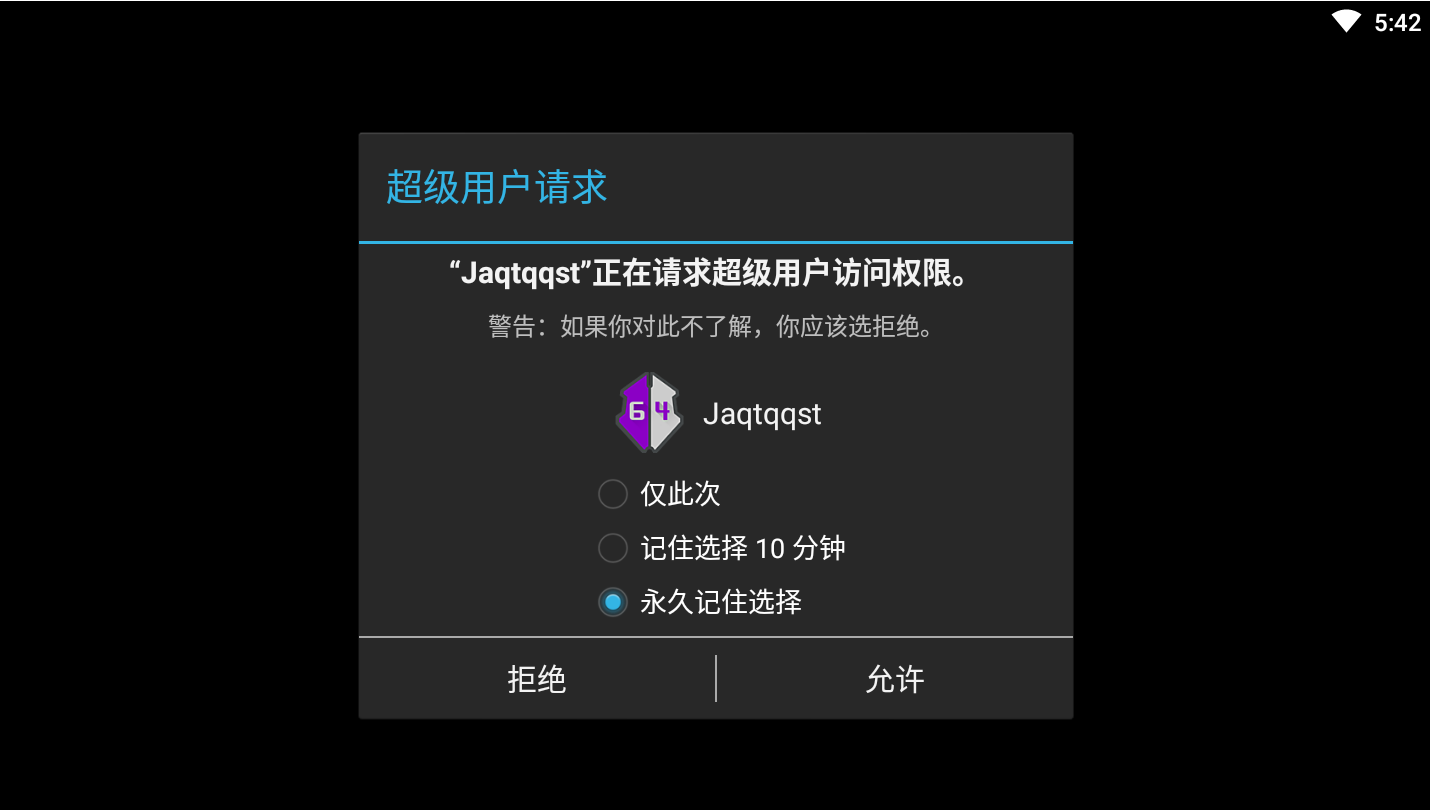 5:42
超级用户请求
“Jaqtqqst”正在请求超级用户访问权限。
警告：如果你对此不了解，你应该选拒绝。
64
Jaqtqqst
仅此次
记住选择 10 分钟
永久记住选择
拒绝
允许